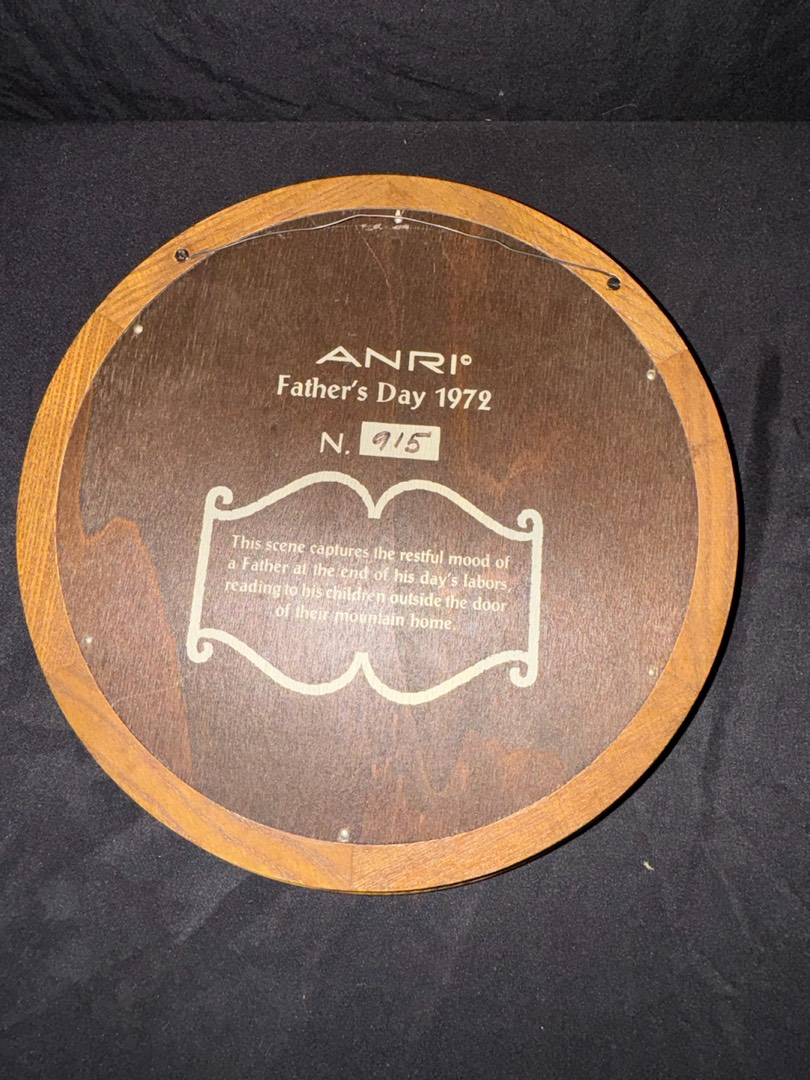 ANRI
Father's Day 1972
N. 915
This scene captures the restful mood of
a Father at the end of his day's labors,
reading to his children outside the door
of their mountain home.